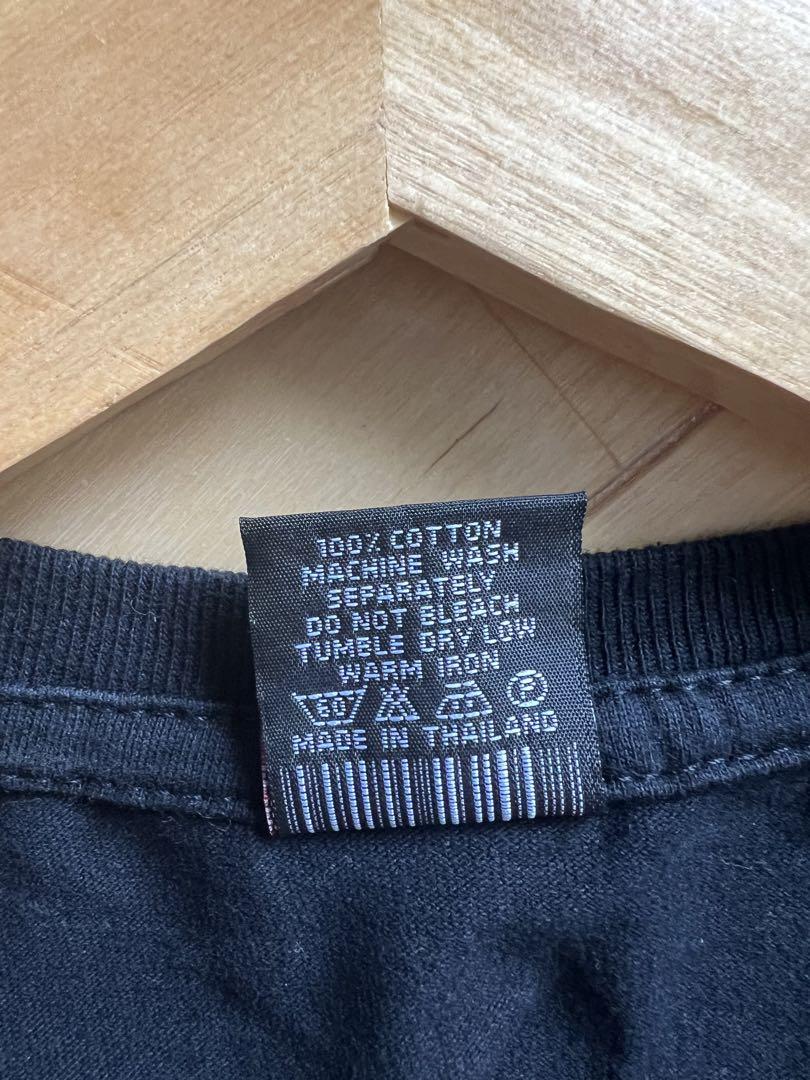 100% COTTON
MACHINE WASH
SEPARATELY
DO NOT BLEACH
TUMBLE DRY LOW
WARM IRON
60 F
MADE IN THAILAND